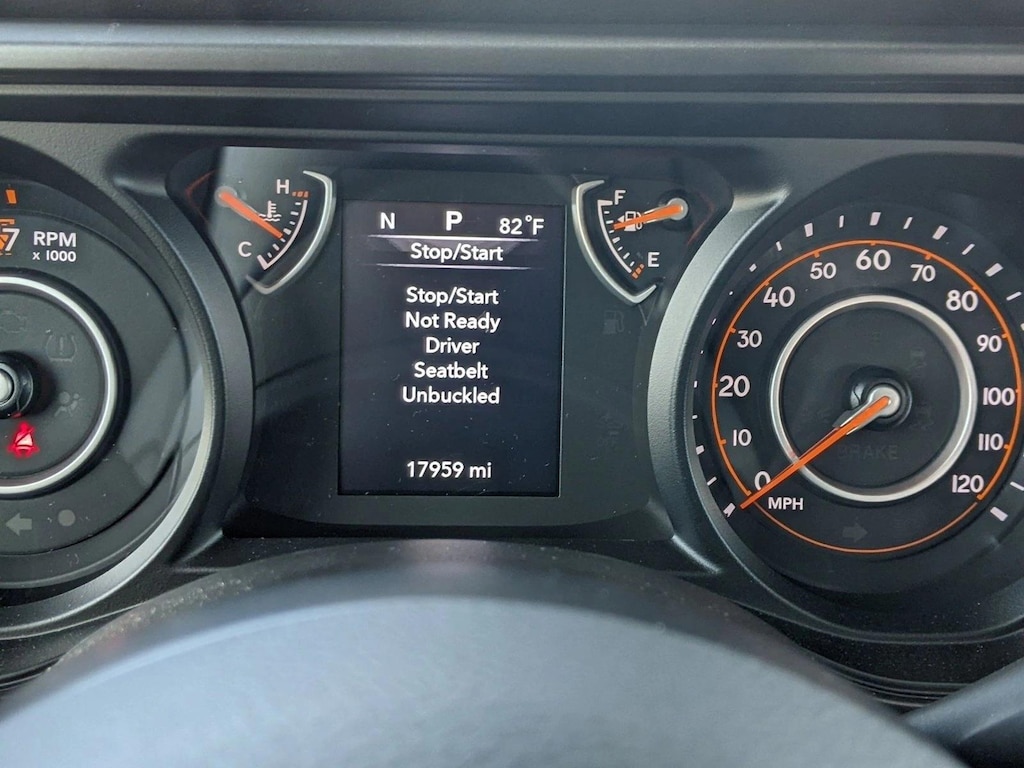 N P 82°F
Stop/Start
Stop/Start
Not Ready
Driver
Seatbelt
Unbuckled
17959 mi
H
C
F
E
7
RPM
x 1000
0
10
20
30
40
50
60
70
80
90
100
110
120
MPH
BRAKE